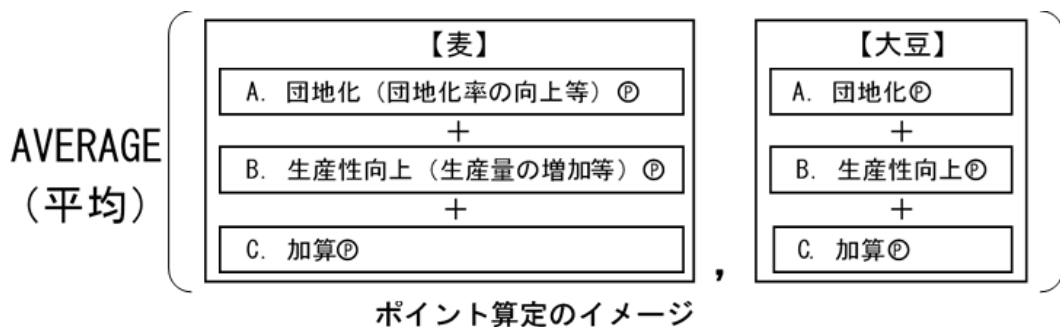 【麦】
A. 団地化（団地化率の向上等）Ⓟ
+
B. 生産性向上（生産量の増加等）Ⓟ
+
C. 加算Ⓟ
,
【大豆】
A. 団地化Ⓟ
+
B. 生産性向上Ⓟ
+
C. 加算Ⓟ
AVERAGE
（平均）
ポイント算定のイメージ